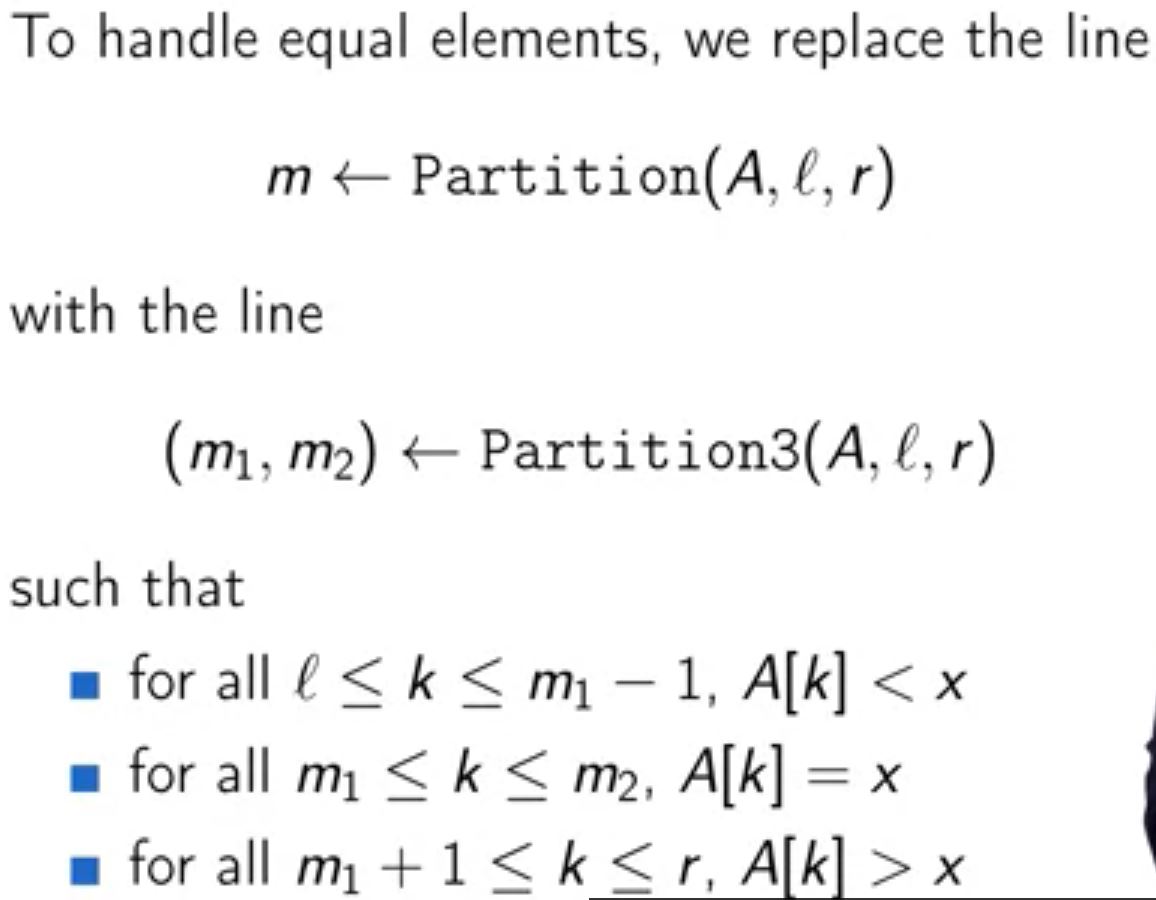 To handle equal elements, we replace the line
m ← Partition(A, ℓ, r)
with the line
(m₁, m₂) ← Partition3(A, ℓ, r)
such that
■ for all ℓ ≤ k ≤ m₁ − 1, A[k] < x
■ for all m₁ ≤ k ≤ m₂, A[k] = x
■ for all m₁ + 1 ≤ k ≤ r, A[k] > x